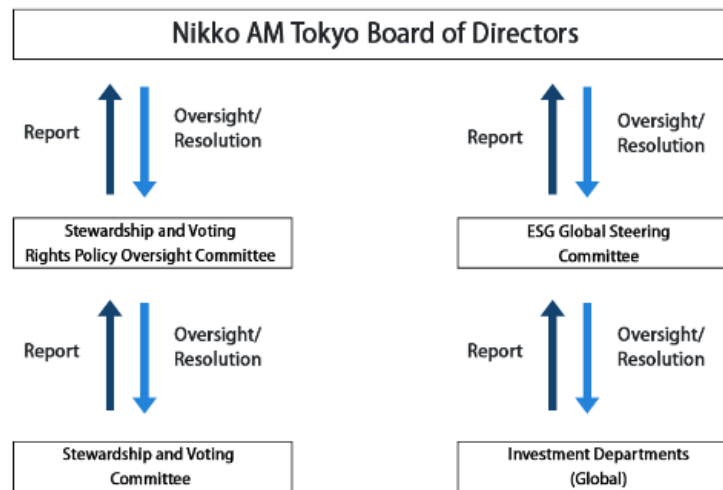 Nikko AM Tokyo Board of Directors
Report
Oversight/
Resolution
Report
Oversight/
Resolution
Stewardship and Voting
Rights Policy Oversight Committee
ESG Global Steering
Committee
Report
Oversight/
Resolution
Report
Oversight/
Resolution
Stewardship and Voting
Committee
Investment Departments
(Global)